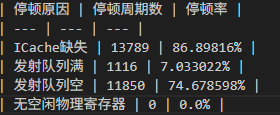 | 停顿原因 | 停顿周期数 | 停顿率 |
| --- | --- | --- |
| ICache缺失 | 13789 | 86.89816% |
| 发射队列满 | 1116 | 7.033022% |
| 发射队列空 | 11850 | 74.678598% |
| 无空闲物理寄存器 | 0 | 0.0% |